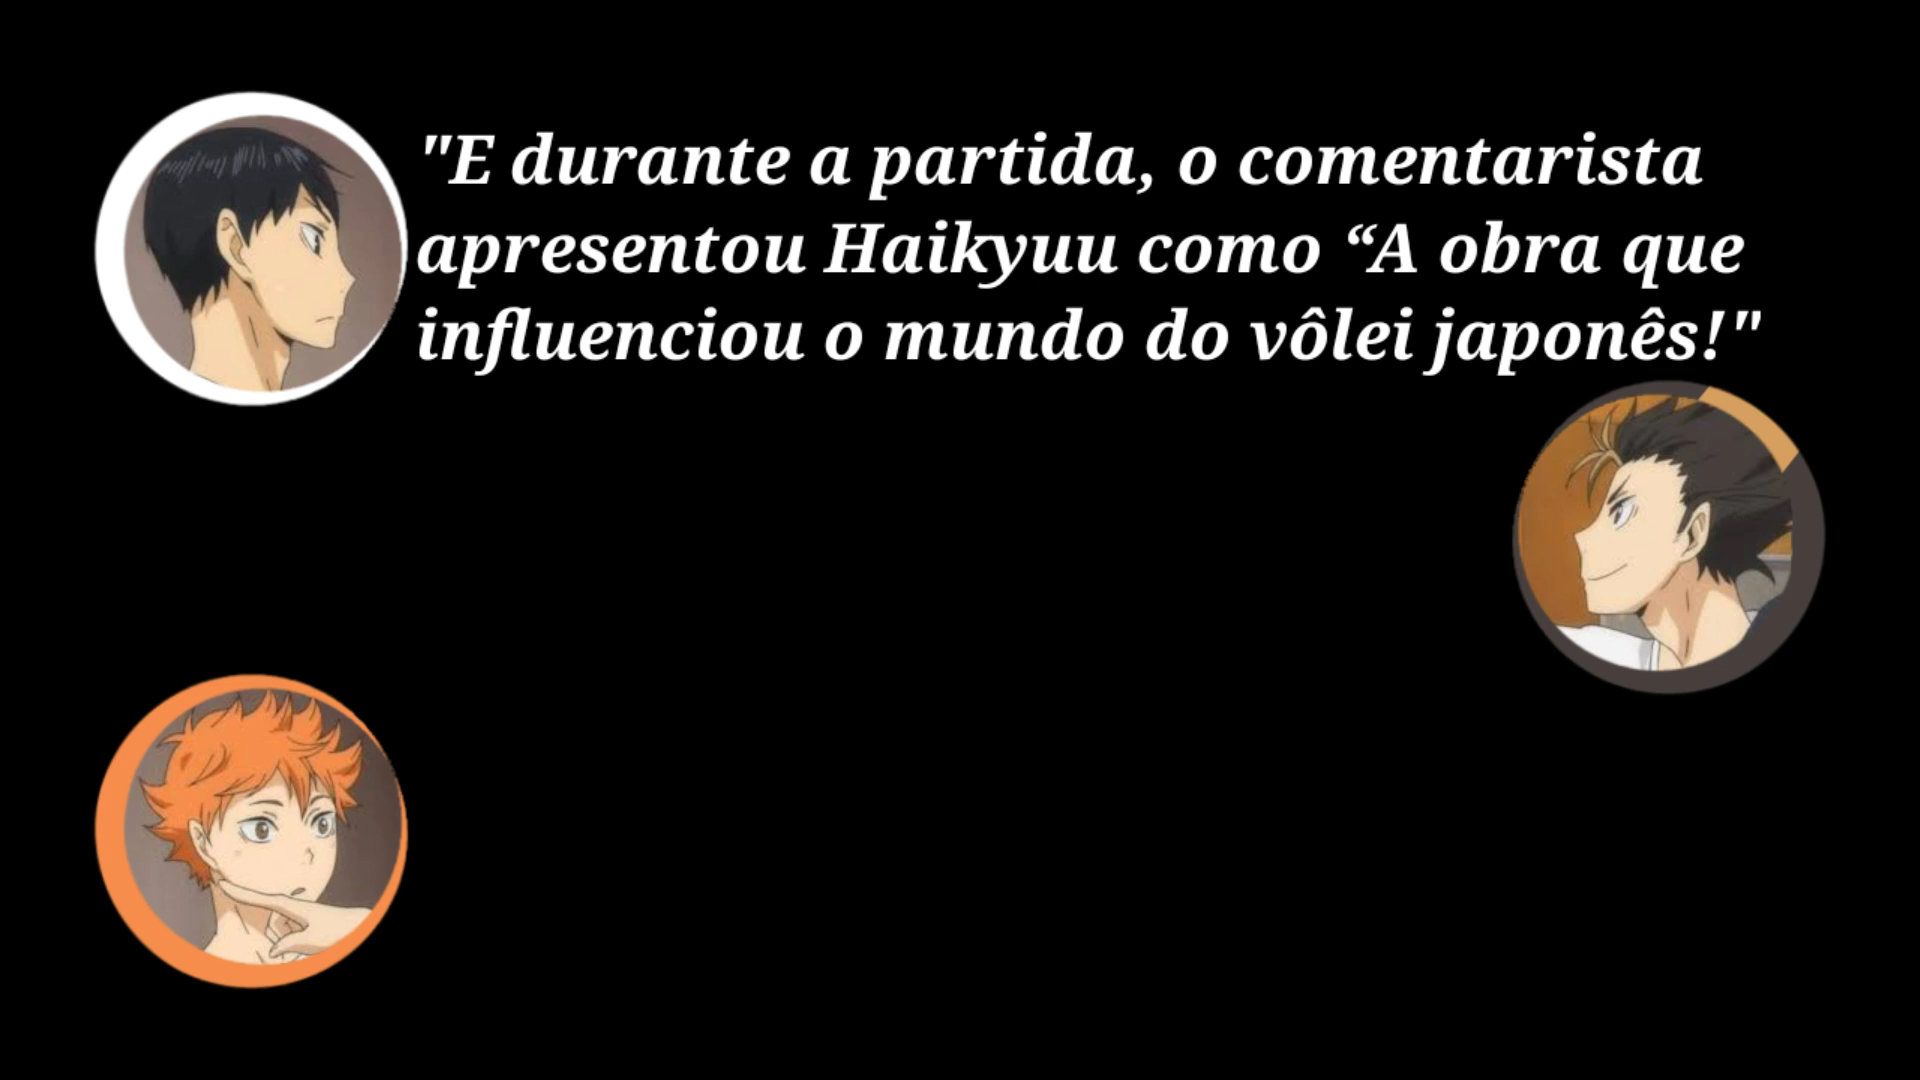 "E durante a partida, o comentarista
apresentou Haikyuu como “A obra que
influenciou o mundo do vôlei japonês!"